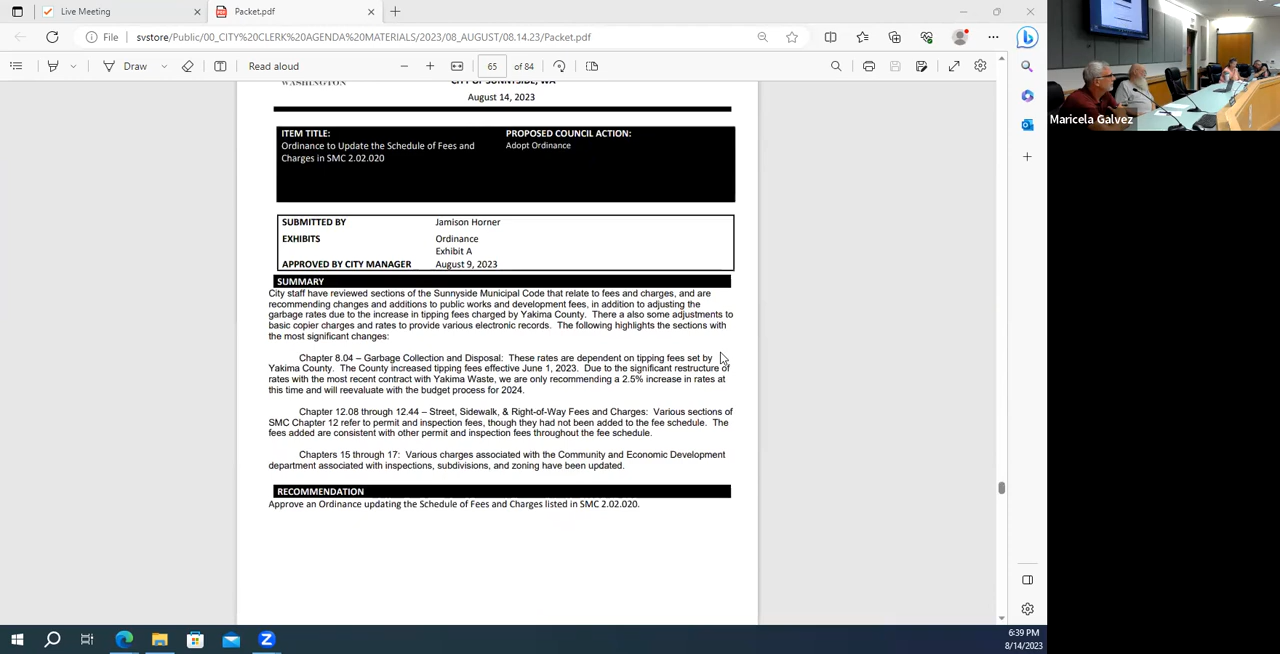 Live Meeting
Packet.pdf
File
svstore/Public/00_CITY%20CLERK%20AGENDA%20MATERIALS/2023/08_AUGUST/08.14.23/Packet.pdf
Draw
Read aloud
65 of 84
WASHINGTON
CITY OF SUNNYSIDE, WA
August 14, 2023
ITEM TITLE:
Ordinance to Update the Schedule of Fees and
Charges in SMC 2.02.020
PROPOSED COUNCIL ACTION:
Adopt Ordinance
SUBMITTED BY Jamison Horner
EXHIBITS Ordinance
Exhibit A
APPROVED BY CITY MANAGER August 9, 2023
SUMMARY
City staff have reviewed sections of the Sunnyside Municipal Code that relate to fees and charges, and are
recommending changes and additions to public works and development fees, in addition to adjusting the
garbage rates due to the increase in tipping fees charged by Yakima County. There a also some adjustments to
basic copier charges and rates to provide various electronic records. The following highlights the sections with
the most significant changes:
Chapter 8.04 – Garbage Collection and Disposal: These rates are dependent on tipping fees set by
Yakima County. The County increased tipping fees effective June 1, 2023. Due to the significant restructure of
rates with the most recent contract with Yakima Waste, we are only recommending a 2.5% increase in rates at
this time and will reevaluate with the budget process for 2024.
Chapter 12.08 through 12.44 – Street, Sidewalk, & Right-of-Way Fees and Charges: Various sections of
SMC Chapter 12 refer to permit and inspection fees, though they had not been added to the fee schedule. The
fees added are consistent with other permit and inspection fees throughout the fee schedule.
Chapters 15 through 17: Various charges associated with the Community and Economic Development
department associated with inspections, subdivisions, and zoning have been updated.
RECOMMENDATION
Approve an Ordinance updating the Schedule of Fees and Charges listed in SMC 2.02.020.
Maricela Galvez
6:39 PM
8/14/2023